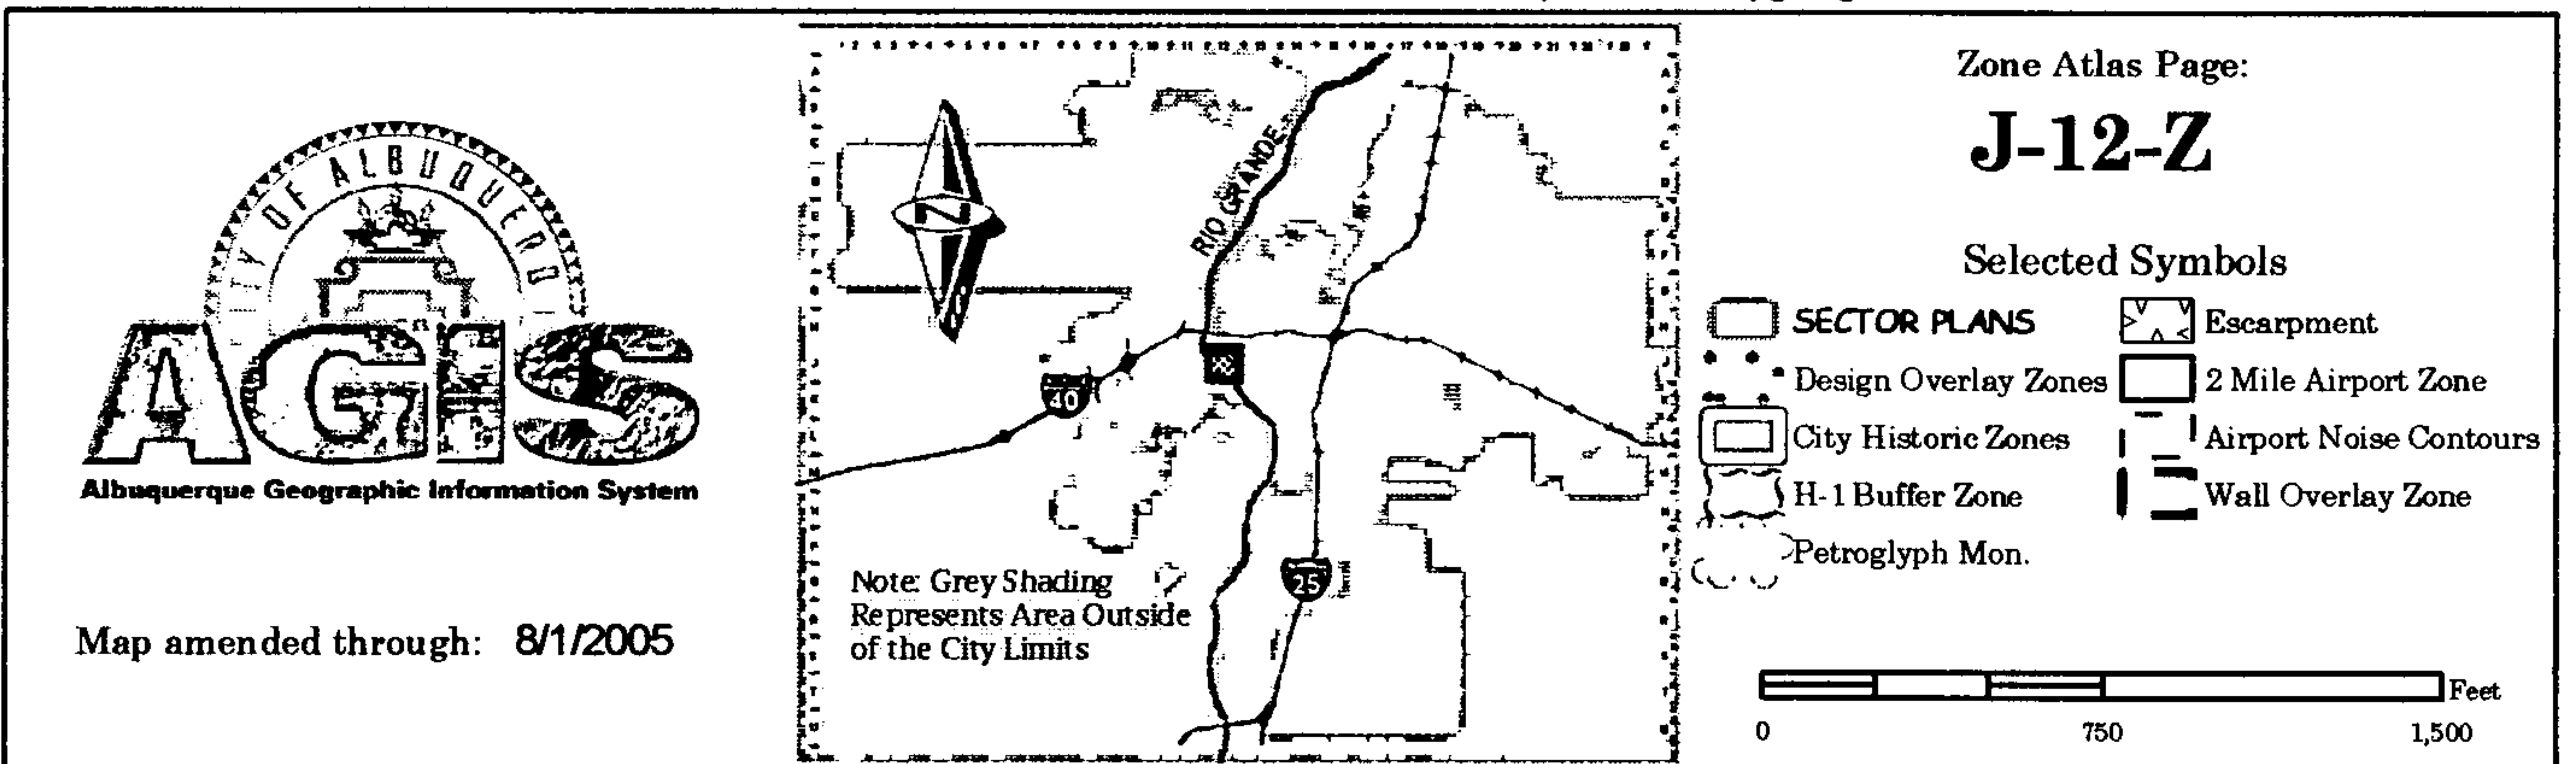 CITY OF ALBUQUERQ
AGIS
Albuquerque Geographic Information System
Map amended through: 8/1/2005
RIO GRANDE
N
40
25
Note: Grey Shading
Represents Area Outside
of the City Limits
Zone Atlas Page:
J-12-Z
Selected Symbols
SECTOR PLANS
Escarpment
Design Overlay Zones
2 Mile Airport Zone
City Historic Zones
Airport Noise Contours
H-1 Buffer Zone
Wall Overlay Zone
Petroglyph Mon.
Feet
0 750 1,500